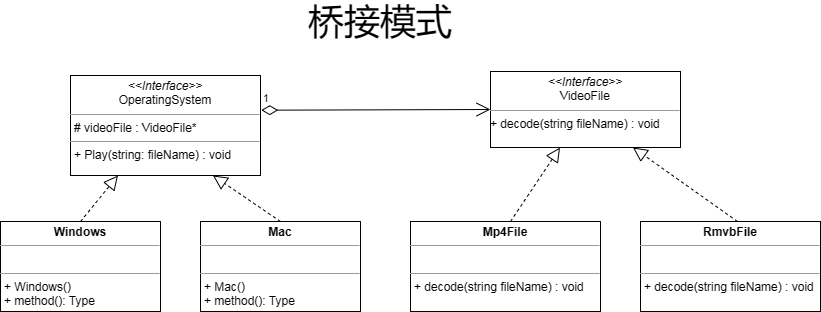 桥接模式
<<Interface>>
OperatingSystem
# videoFile : VideoFile*
+ Play(string: fileName) : void
1
<<Interface>>
VideoFile
+ decode(string fileName) : void
Windows
+ Windows()
+ method(): Type
Mac
+ Mac()
+ method(): Type
Mp4File
+ decode(string fileName) : void
RmvbFile
+ decode(string fileName) : void